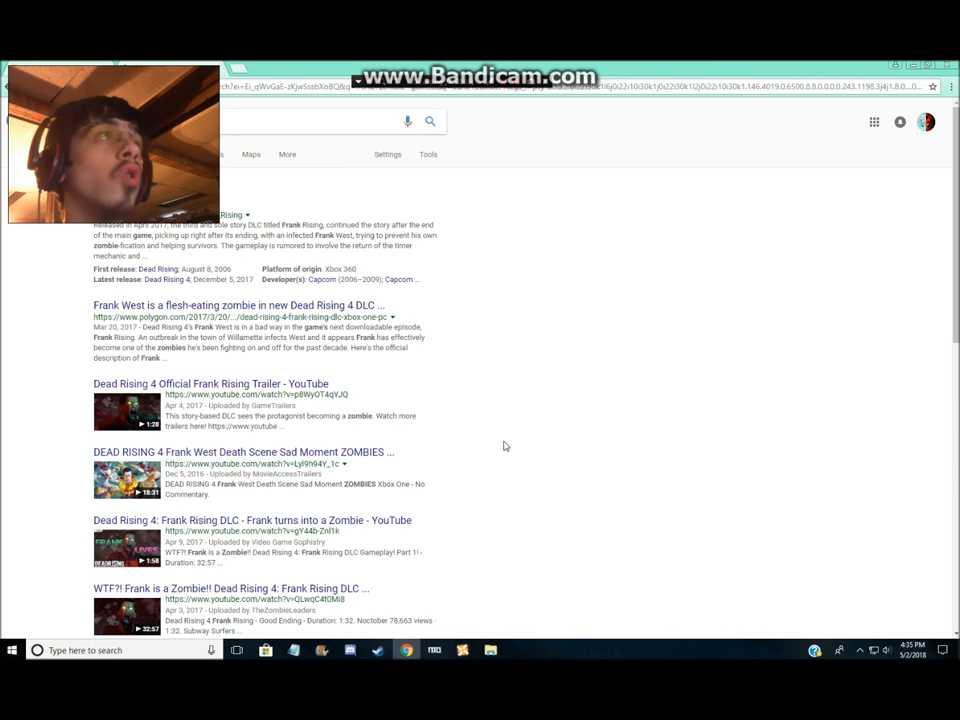 www.Bandicam.com
Maps More Settings Tools
Rising
Released in April 2017, the third and sole story DLC titled Frank Rising, continued the story after the end
of the main game, picking up right after its ending, with an infected Frank West, trying to prevent his own
zombie-fication and helping survivors. The gameplay is rumored to involve the return of the timer
mechanic and ...
First release: Dead Rising; August 8, 2006 Platform of origin: Xbox 360
Latest release: Dead Rising 4; December 5, 2017 Developer(s): Capcom (2006–2009); Capcom ...
Frank West is a flesh-eating zombie in new Dead Rising 4 DLC ...
https://www.polygon.com/2017/3/20/.../dead-rising-4-frank-rising-dlc-xbox-one-pc
Mar 20, 2017 - Dead Rising 4's Frank West is in a bad way in the game's next downloadable episode,
Frank Rising. An outbreak in the town of Willamette infects West and it appears Frank has effectively
become one of the zombies he's been fighting on and off for the past decade. Here's the official
description of Frank ...
Dead Rising 4 Official Frank Rising Trailer - YouTube
https://www.youtube.com/watch?v=p8WyOT4qYJQ
Apr 4, 2017 - Uploaded by GameTrailers
This story-based DLC sees the protagonist becoming a zombie. Watch more
trailers here! https://www.youtube ...
1:28
DEAD RISING 4 Frank West Death Scene Sad Moment ZOMBIES ...
https://www.youtube.com/watch?v=Lyl9h94Y_1c
Dec 5, 2016 - Uploaded by MovieAccessTrailers
DEAD RISING 4 Frank West Death Scene Sad Moment ZOMBIES Xbox One - No
Commentary.
18:31
Dead Rising 4: Frank Rising DLC - Frank turns into a Zombie - YouTube
https://www.youtube.com/watch?v=gY44b-Znl1k
Apr 9, 2017 - Uploaded by Video Game Sophistry
WTF?! Frank is a Zombie!! Dead Rising 4: Frank Rising DLC Gameplay! Part 1! -
Duration: 32:57 ...
FRANK LIVES
DEADRISING
1:58
WTF?! Frank is a Zombie!! Dead Rising 4: Frank Rising DLC ...
https://www.youtube.com/watch?v=QLwqC4t0Mi8
Apr 3, 2017 - Uploaded by TheZombieLeaders
Dead Rising 4 Frank Rising - Good Ending - Duration: 1:32. Noctorber 78,663 views ·
1:32. Subway Surfers ...
32:57
Type here to search
4:35 PM
5/2/2018